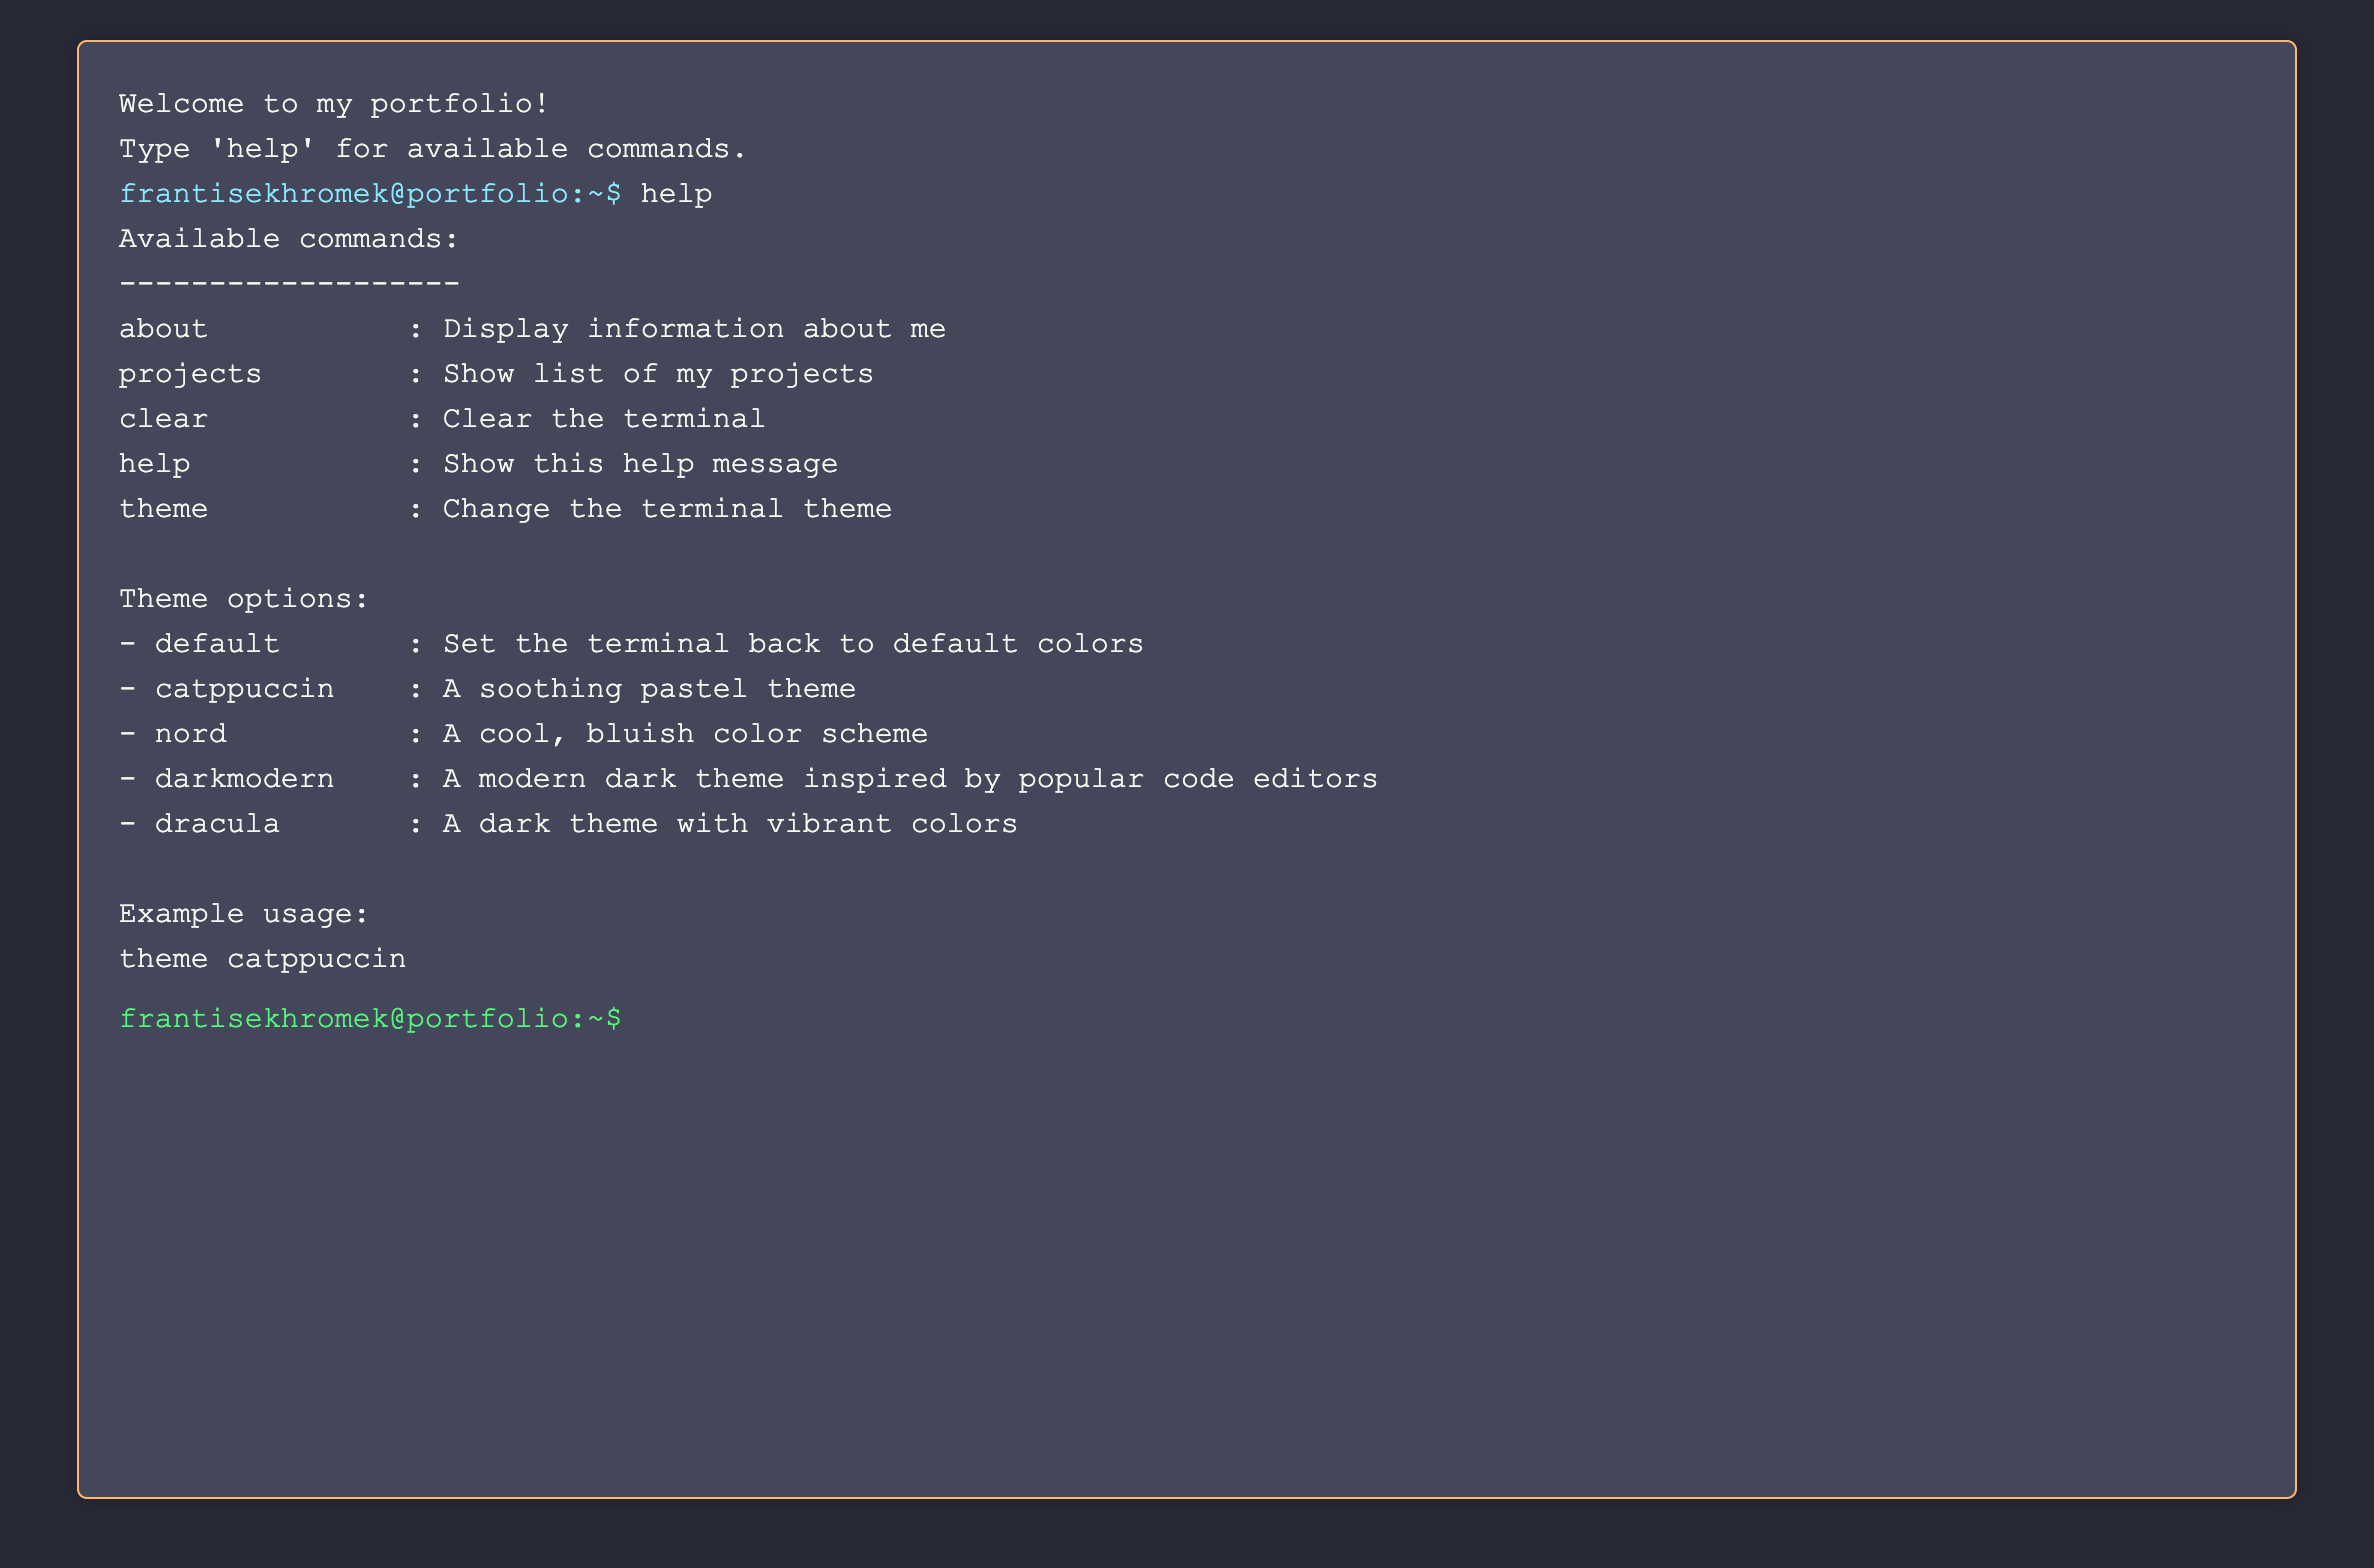 Welcome to my portfolio!
Type 'help' for available commands.
frantisekhromek@portfolio:~$ help
Available commands:
-------------------
about           : Display information about me
projects        : Show list of my projects
clear           : Clear the terminal
help            : Show this help message
theme           : Change the terminal theme

Theme options:
- default       : Set the terminal back to default colors
- catppuccin    : A soothing pastel theme
- nord          : A cool, bluish color scheme
- darkmodern    : A modern dark theme inspired by popular code editors
- dracula       : A dark theme with vibrant colors

Example usage:
theme catppuccin
frantisekhromek@portfolio:~$